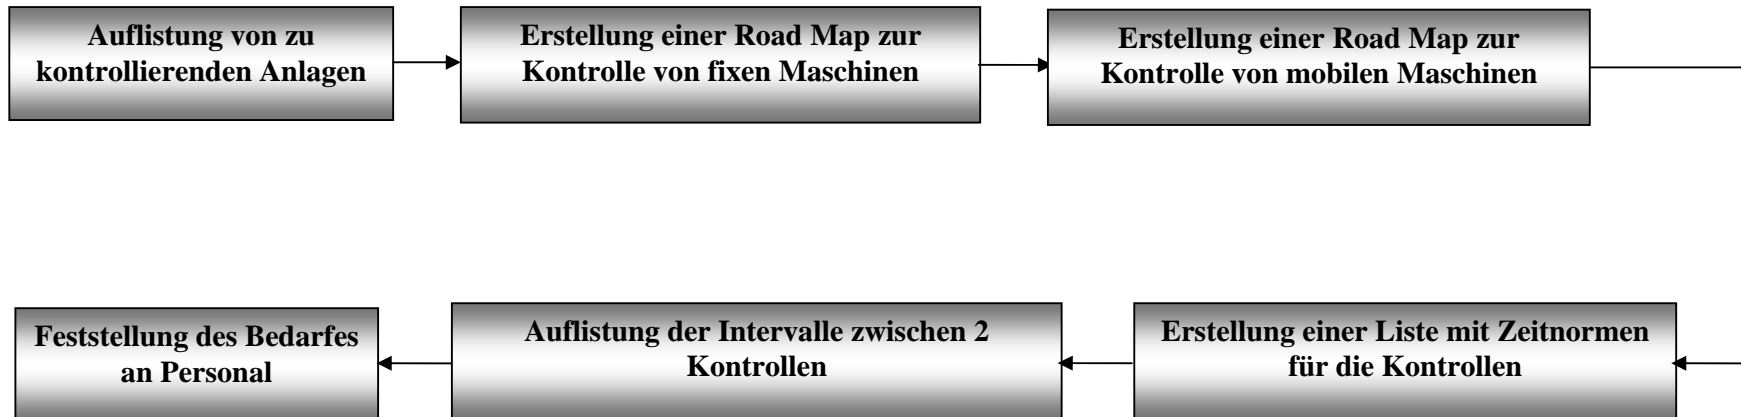 Auflistung von zu
kontrollierenden Anlagen
Erstellung einer Road Map zur
Kontrolle von fixen Maschinen
Erstellung einer Road Map zur
Kontrolle von mobilen Maschinen
Erstellung einer Liste mit Zeitnormen
für die Kontrollen
Auflistung der Intervalle zwischen 2
Kontrollen
Feststellung des Bedarfes
an Personal